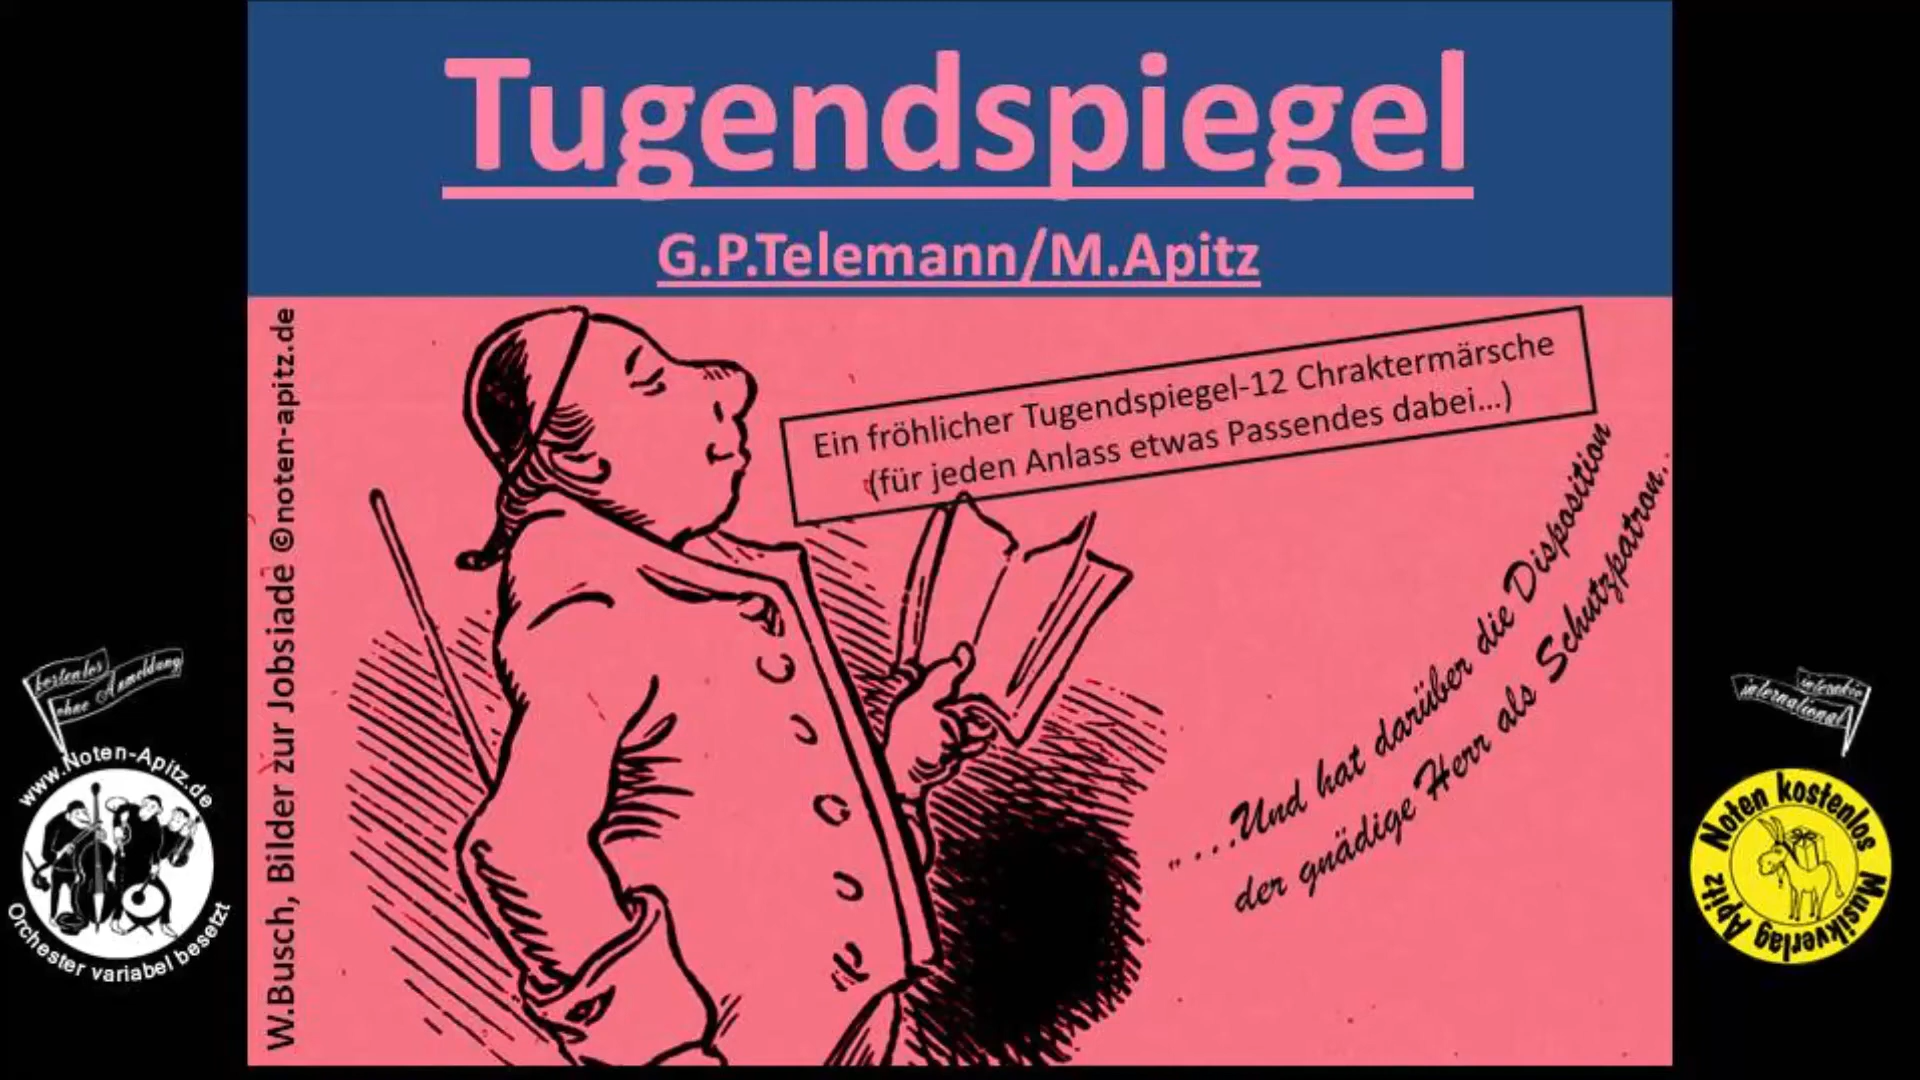 Tugendspiegel
G.P.Telemann/M.Apitz
W.Busch, Bilder zur Jobsiade ©noten-apitz.de
Ein fröhlicher Tugendspiegel-12 Chraktermärsche
(für jeden Anlass etwas Passendes dabei...)
"...Und hat darüber die Disposition
der gnädige Herr als Schutzpatron..
kostenlos
ohne Anmeldung
www.Noten-Apitz.de
Orchester variabel besetzt
international
Noten kostenlos
Musikverlag Apitz